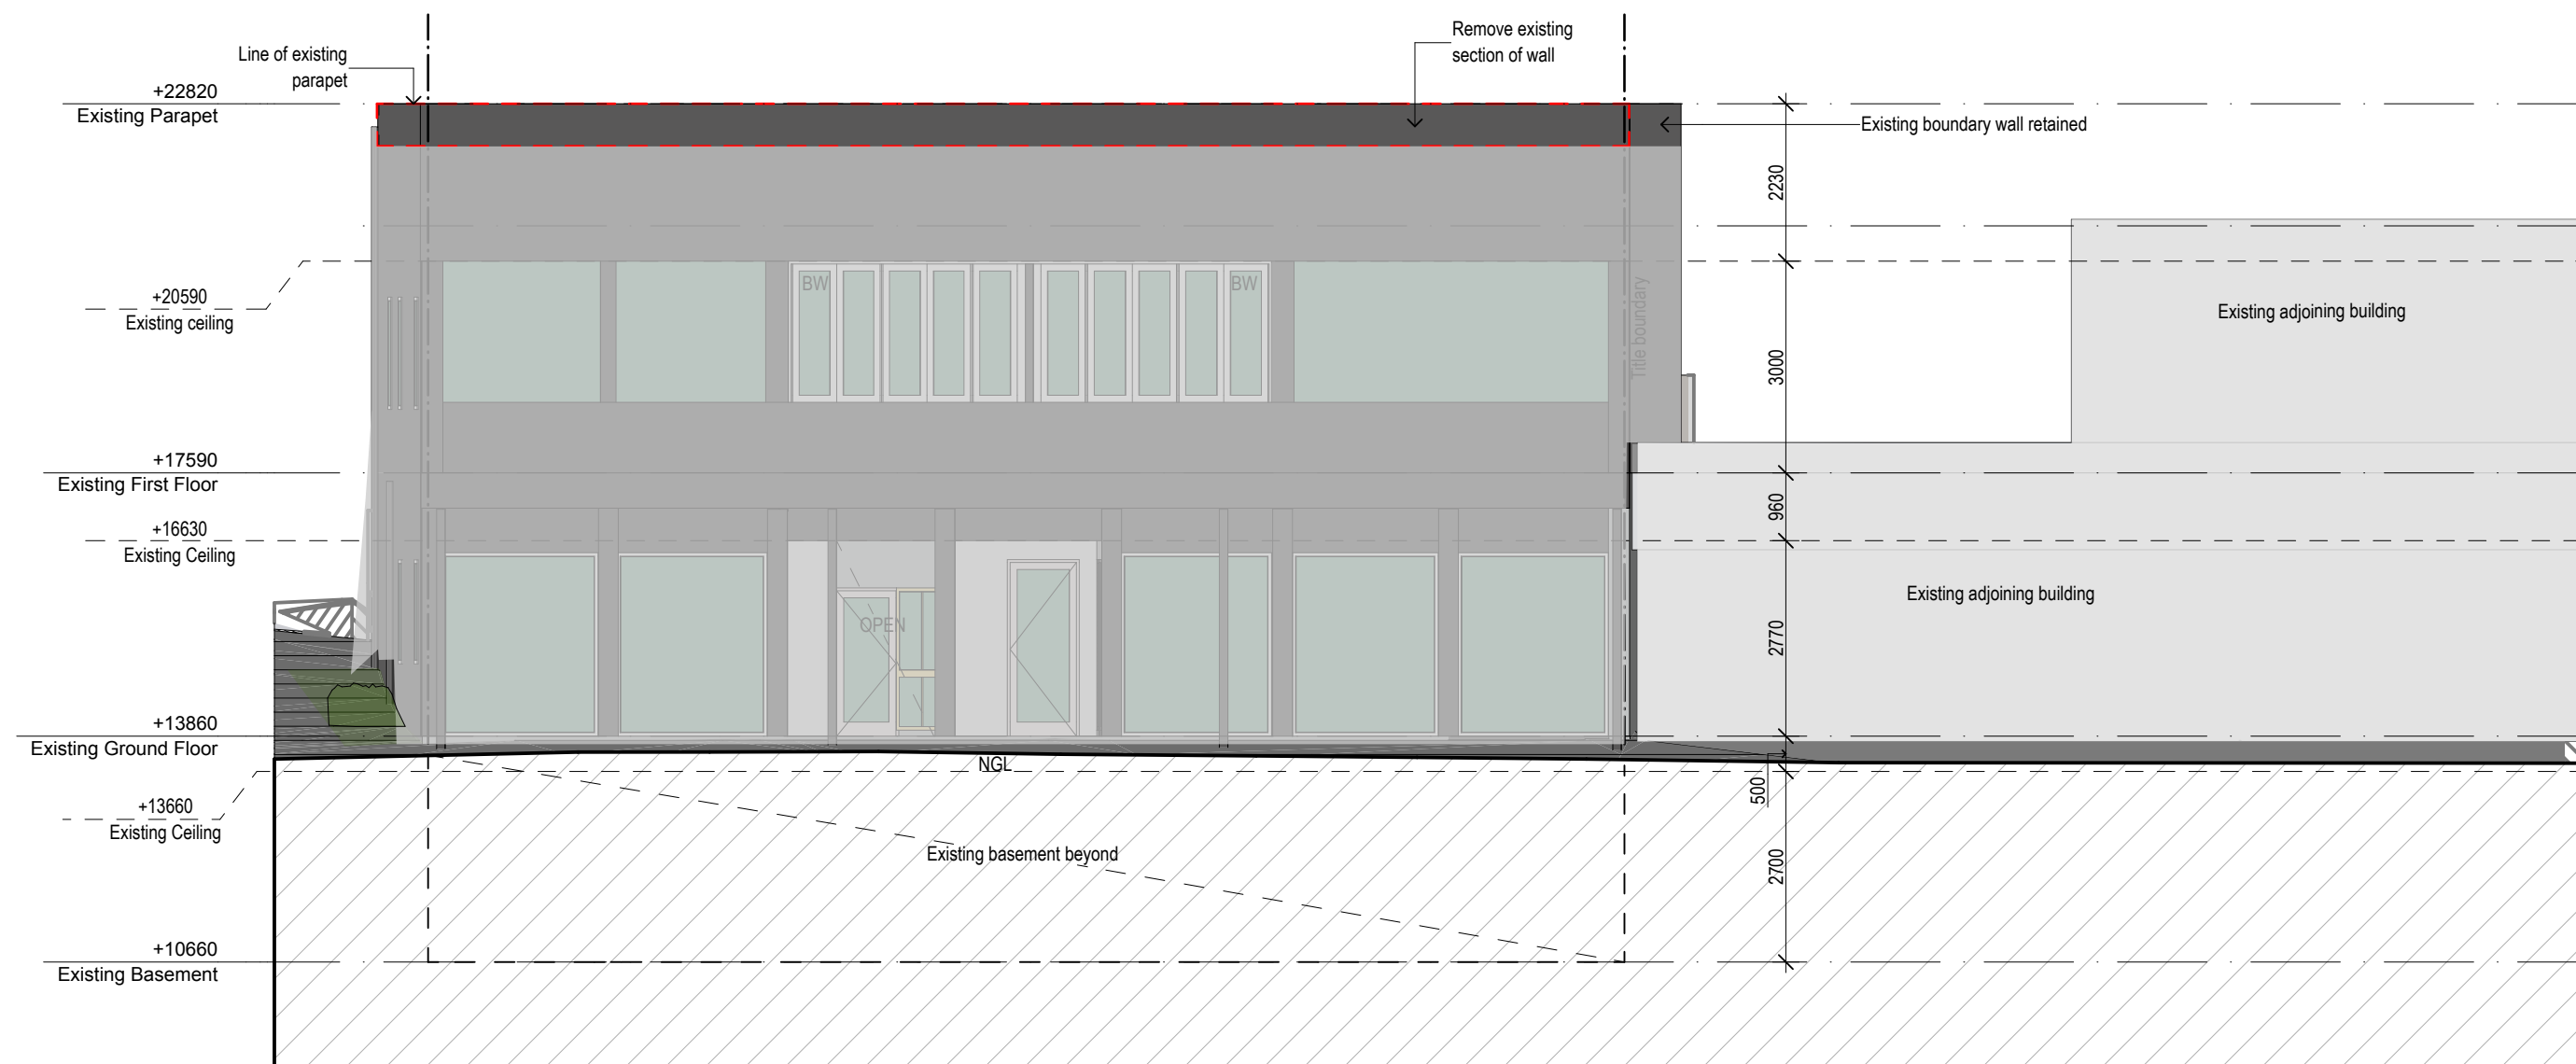 Line of existing
parapet
Remove existing
section of wall
+22820
Existing Parapet
Existing boundary wall retained
2230
BW
BW
Title boundary
+20590
Existing ceiling
Existing adjoining building
3000
+17590
Existing First Floor
960
+16630
Existing Ceiling
Existing adjoining building
OPEN
2770
+13860
Existing Ground Floor
NGL
500
+13660
Existing Ceiling
Existing basement beyond
2700
+10660
Existing Basement